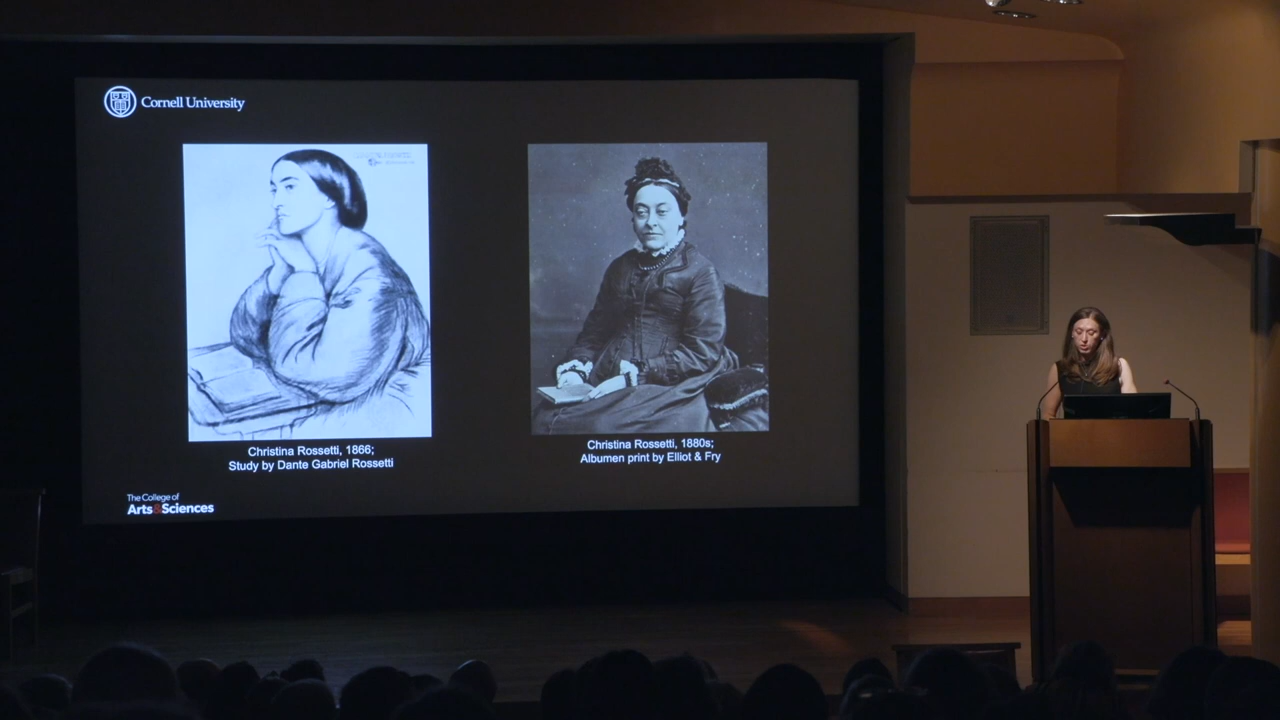 Cornell University
Christina Rossetti, 1866;
Study by Dante Gabriel Rossetti
Christina Rossetti, 1880s;
Albumen print by Elliot & Fry
The College of
Arts&Sciences